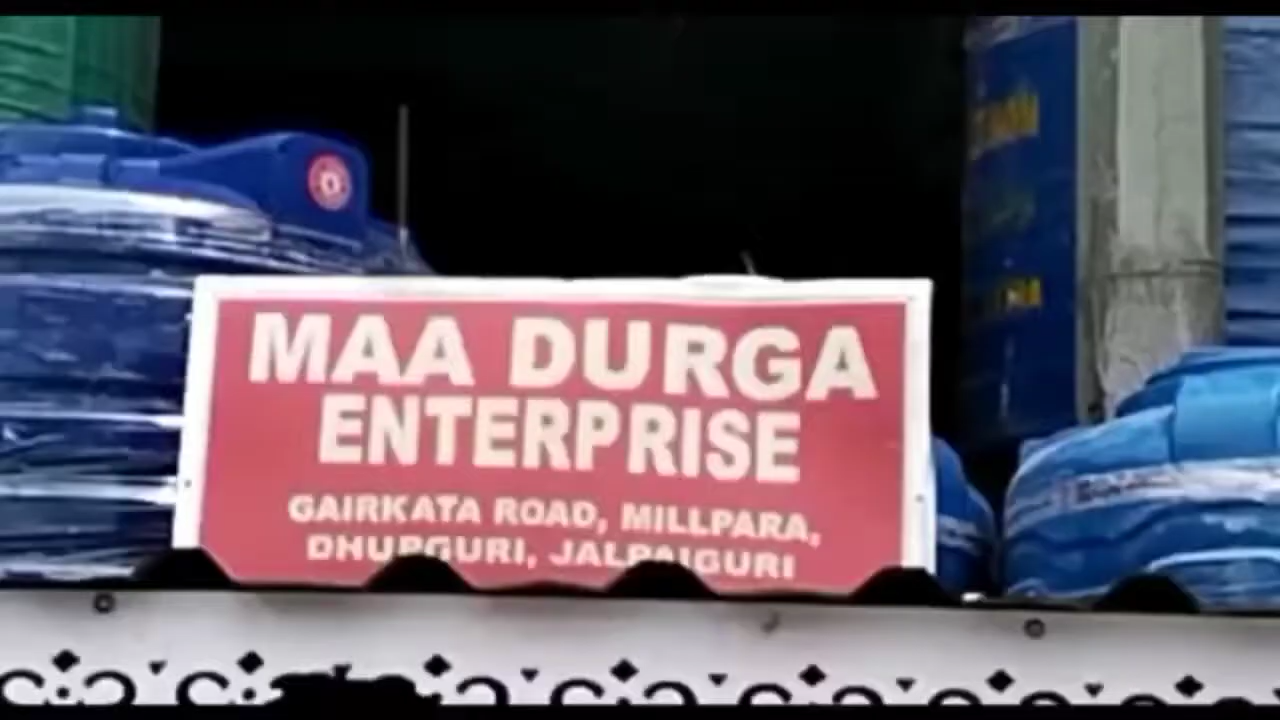 MAA DURGA
ENTERPRISE
GAIRKATA ROAD, MILLPARA,
DHUPGURI, JALPAIGURI